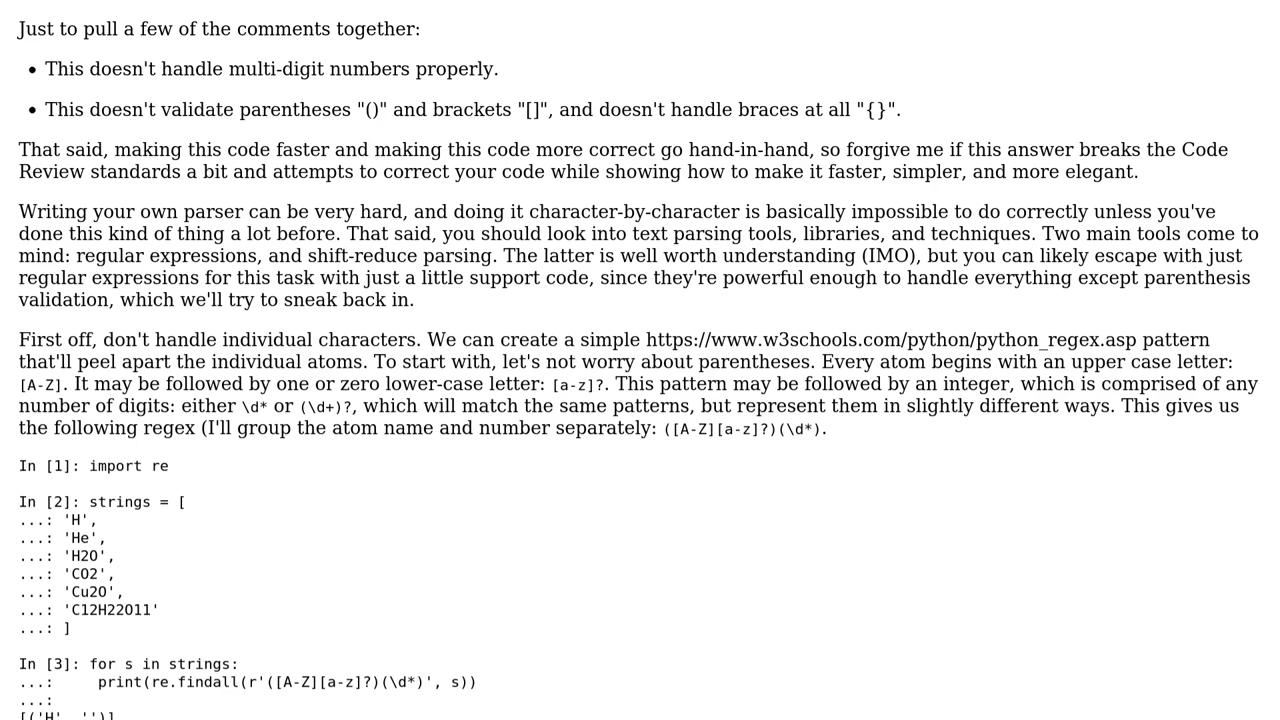 Just to pull a few of the comments together:
• This doesn't handle multi-digit numbers properly.
• This doesn't validate parentheses "()" and brackets "[]", and doesn't handle braces at all "{}".
That said, making this code faster and making this code more correct go hand-in-hand, so forgive me if this answer breaks the Code
Review standards a bit and attempts to correct your code while showing how to make it faster, simpler, and more elegant.
Writing your own parser can be very hard, and doing it character-by-character is basically impossible to do correctly unless you've
done this kind of thing a lot before. That said, you should look into text parsing tools, libraries, and techniques. Two main tools come to
mind: regular expressions, and shift-reduce parsing. The latter is well worth understanding (IMO), but you can likely escape with just
regular expressions for this task with just a little support code, since they're powerful enough to handle everything except parenthesis
validation, which we'll try to sneak back in.
First off, don't handle individual characters. We can create a simple https://www.w3schools.com/python/python_regex.asp pattern
that'll peel apart the individual atoms. To start with, let's not worry about parentheses. Every atom begins with an upper case letter:
[A-Z]. It may be followed by one or zero lower-case letter: [a-z]?. This pattern may be followed by an integer, which is comprised of any
number of digits: either \d* or (\d+)?, which will match the same patterns, but represent them in slightly different ways. This gives us
the following regex (I'll group the atom name and number separately: ([A-Z][a-z]?)(\d*).
In [1]: import re
In [2]: strings = [
...: 'H',
...: 'He',
...: 'H2O',
...: 'CO2',
...: 'Cu2O',
...: 'C12H22O11'
...: ]
In [3]: for s in strings:
...:     print(re.findall(r'([A-Z][a-z]?)(\d*)', s))
...:
[('H', '')]